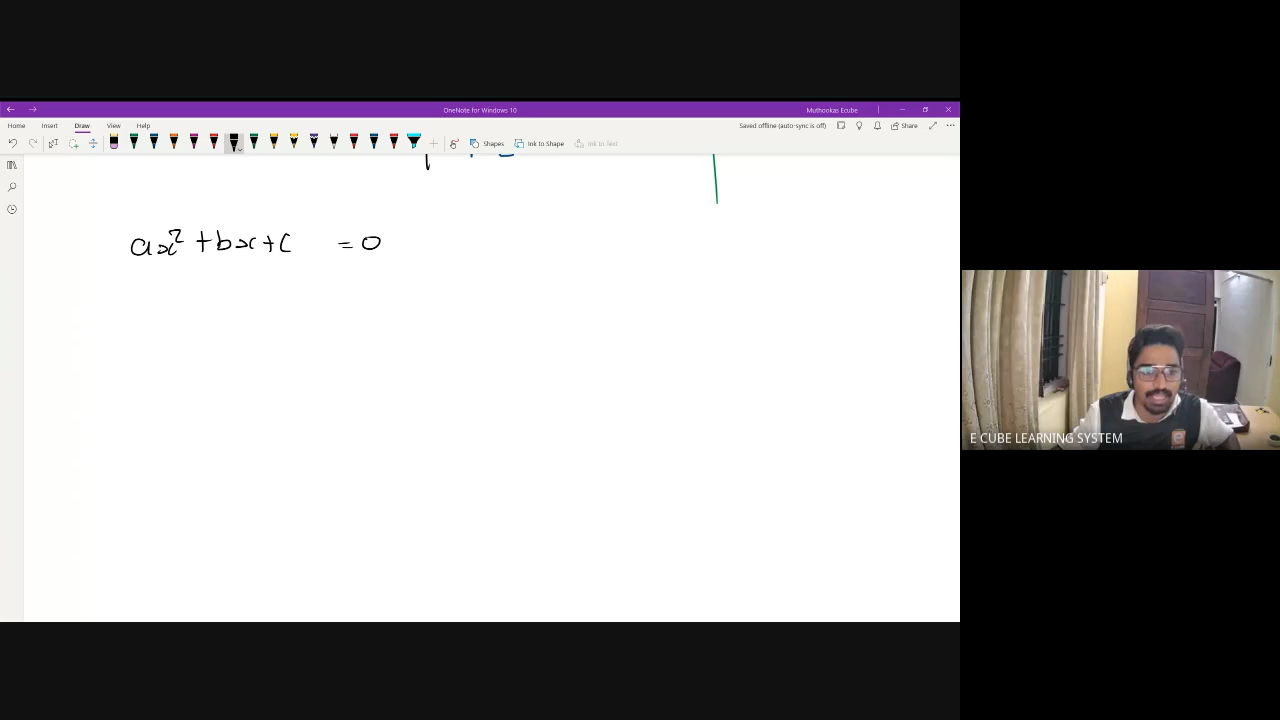 OneNote for Windows 10
Muthookas Ecube
Home Insert Draw View Help
Saved offline (auto-sync is off)
Share
Shapes
Ink to Shape
Ink to Text
ax² + bx + c = 0
E CUBE LEARNING SYSTEM